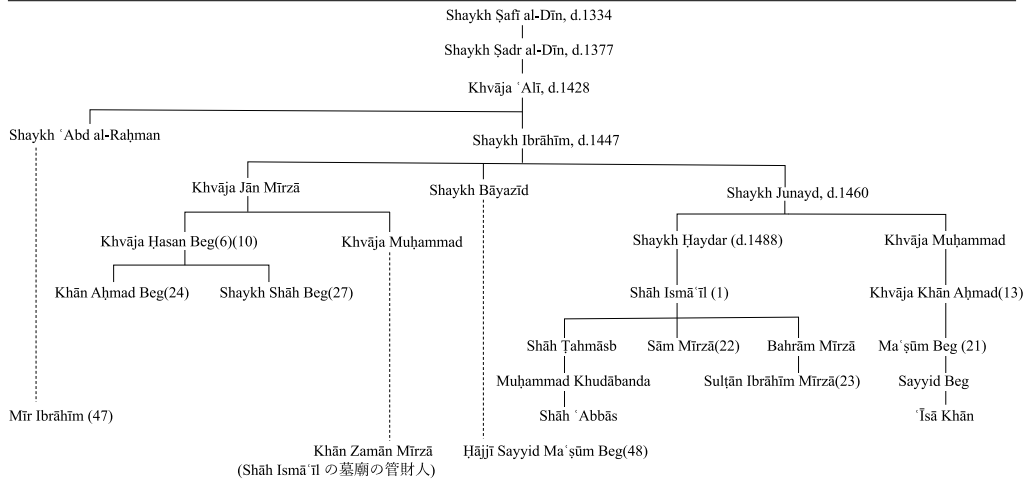 Shaykh Ṣafī al-Dīn, d.1334
Shaykh Ṣadr al-Dīn, d.1377
Khvāja ʿAlī, d.1428
Shaykh ʿAbd al-Raḥman
Shaykh Ibrāhīm, d.1447
Khvāja Jān Mīrzā
Shaykh Bāyazīd
Shaykh Junayd, d.1460
Khvāja Ḥasan Beg(6)(10)
Khvāja Muḥammad
Shaykh Ḥaydar (d.1488)
Khvāja Muḥammad
Khān Aḥmad Beg(24)
Shaykh Shāh Beg(27)
Shāh Ismāʿīl (1)
Khvāja Khān Aḥmad(13)
Shāh Ṭahmāsb
Sām Mīrzā(22)
Bahrām Mīrzā
Maʿṣūm Beg (21)
Muḥammad Khudābanda
Sulṭān Ibrāhīm Mīrzā(23)
Sayyid Beg
Mīr Ibrāhīm (47)
Shāh ʿAbbās
ʿĪsā Khān
Khān Zamān Mīrzā
(Shāh Ismāʿīl の墓廟の管財人)
Ḥājjī Sayyid Maʿṣūm Beg(48)